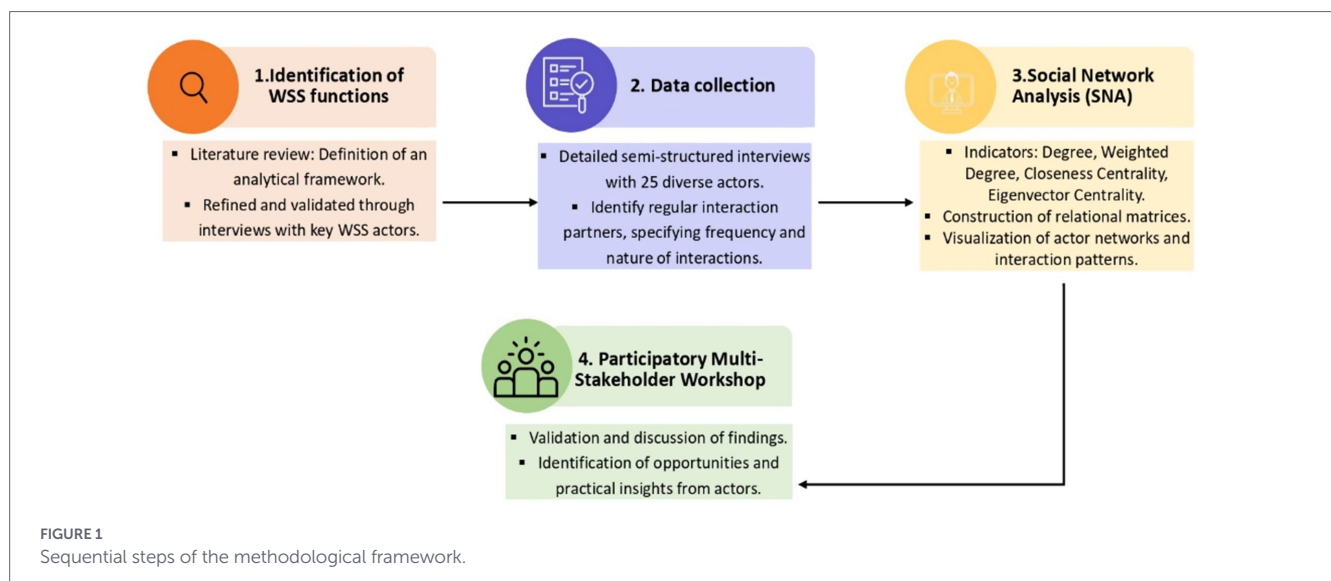 1.Identification of
WSS functions
▪ Literature review: Definition of an
analytical framework.
▪ Refined and validated through
interviews with key WSS actors.
2. Data collection
▪ Detailed semi-structured interviews
with 25 diverse actors.
▪ Identify regular interaction
partners, specifying frequency and
nature of interactions.
3.Social Network
Analysis (SNA)
▪ Indicators: Degree, Weighted
Degree, Closeness Centrality,
Eigenvector Centrality.
▪ Construction of relational matrices.
▪ Visualization of actor networks and
interaction patterns.
4. Participatory Multi-
Stakeholder Workshop
▪ Validation and discussion of findings.
▪ Identification of opportunities and
practical insights from actors.
FIGURE 1
Sequential steps of the methodological framework.